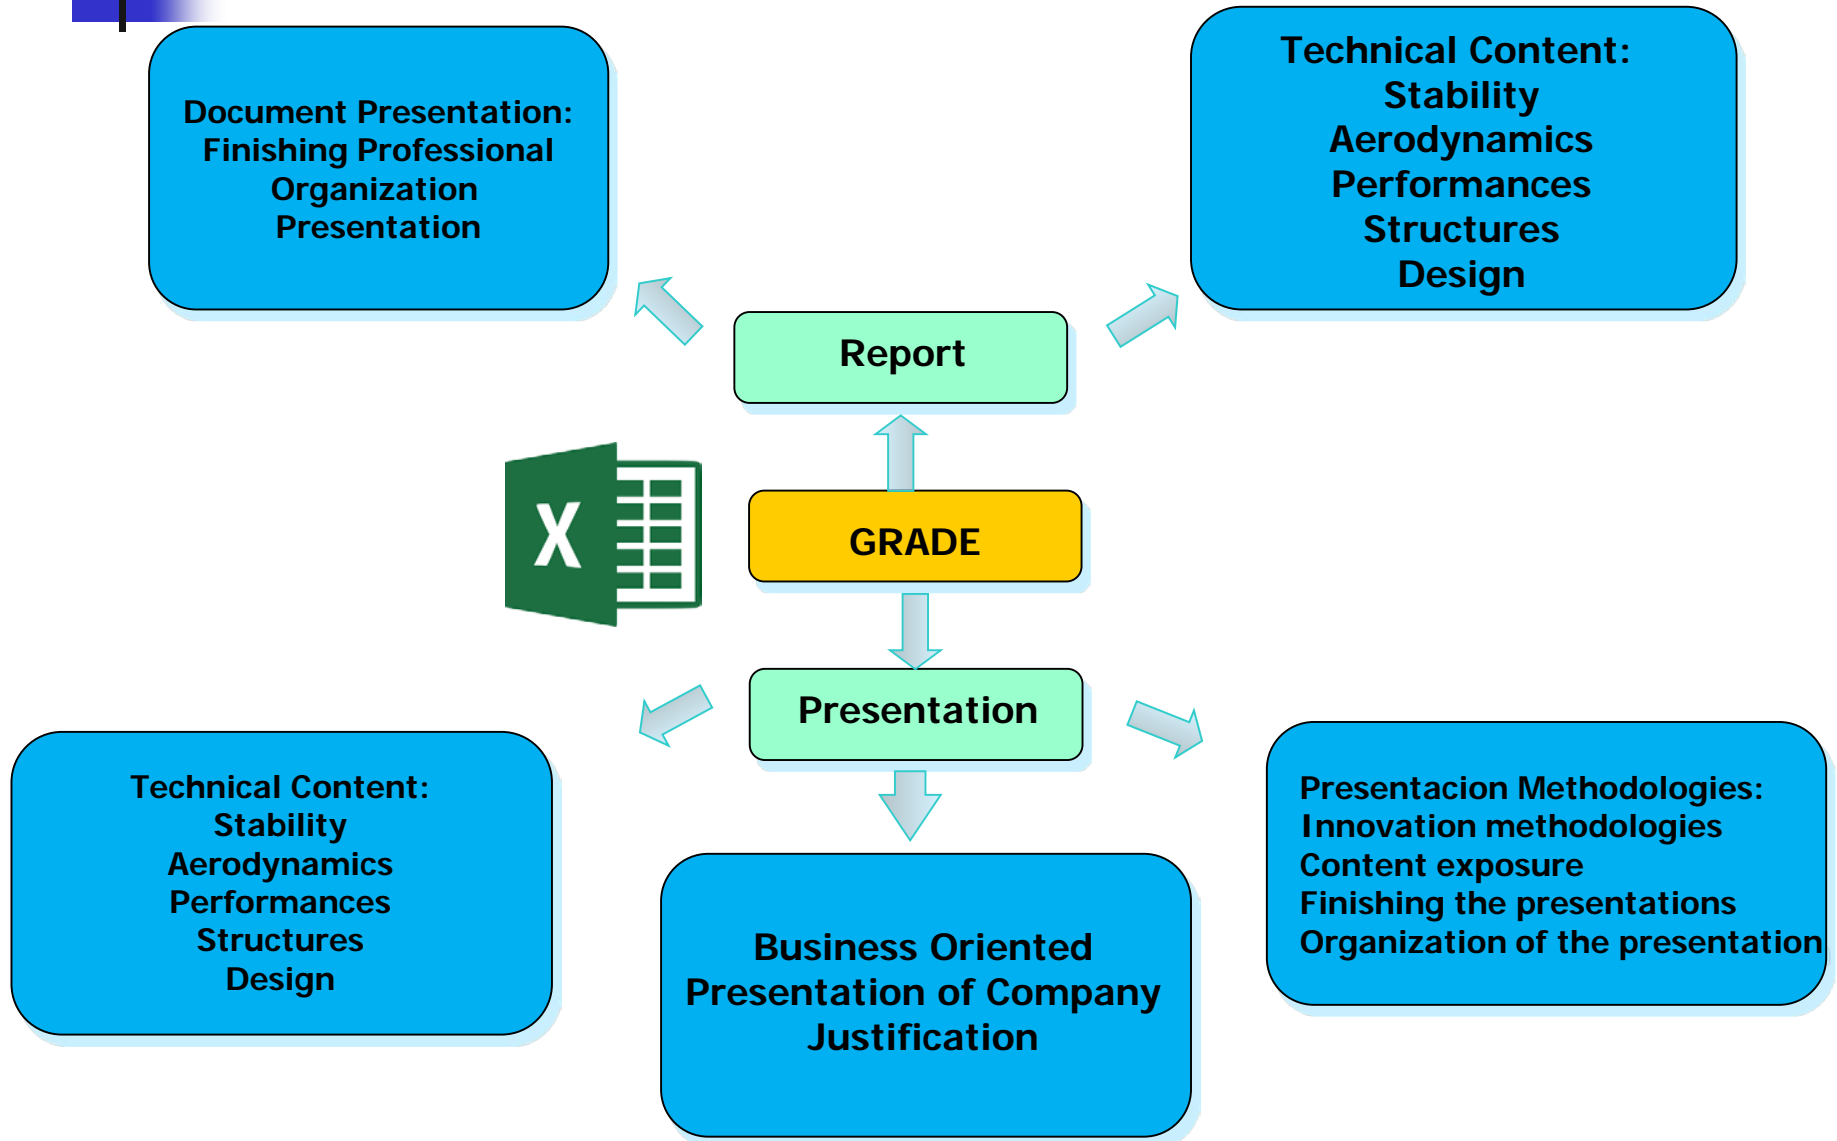 Document Presentation:
Finishing Professional
Organization
Presentation
Technical Content:
Stability
Aerodynamics
Performances
Structures
Design
Report
X
GRADE
Presentation
Technical Content:
Stability
Aerodynamics
Performances
Structures
Design
Business Oriented
Presentation of Company
Justification
Presentacion Methodologies:
Innovation methodologies
Content exposure
Finishing the presentations
Organization of the presentation